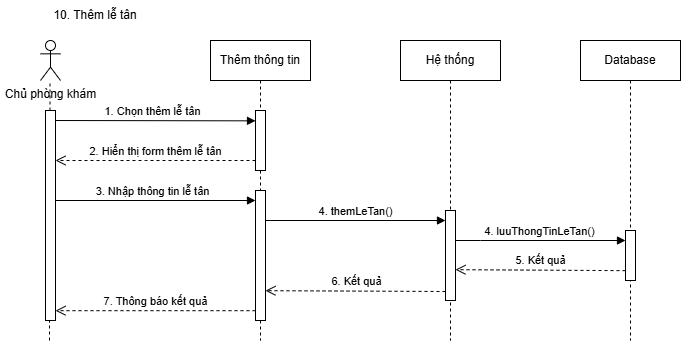 10. Thêm lễ tân
Thêm thông tin
Hệ thống
Database
Chủ phòng khám
1. Chọn thêm lễ tân
2. Hiển thị form thêm lễ tân
3. Nhập thông tin lễ tân
4. themLeTan()
4. luuThongTinLeTan()
5. Kết quả
6. Kết quả
7. Thông báo kết quả